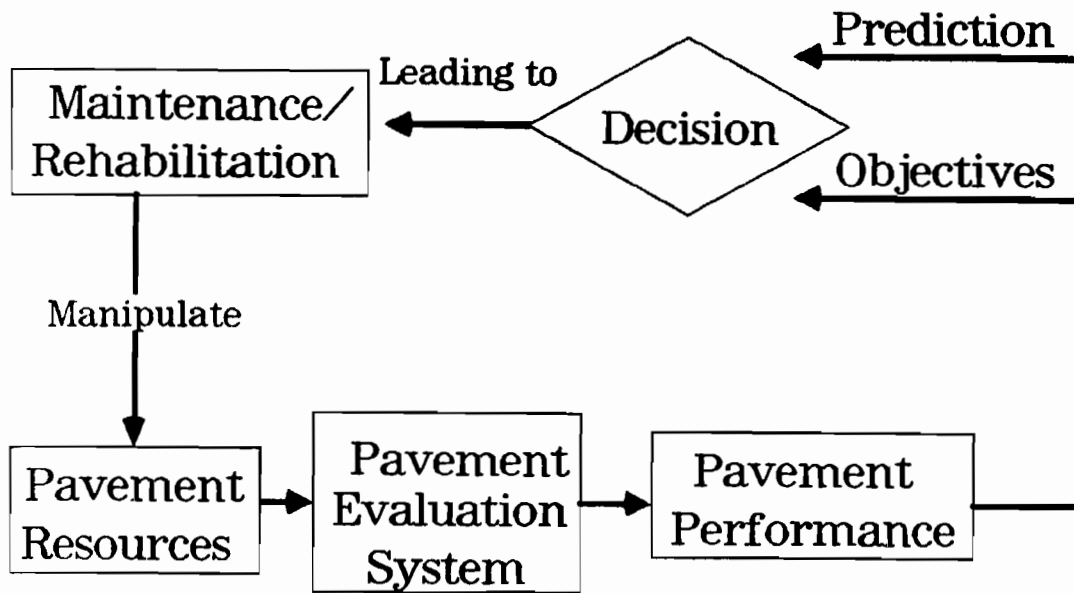 Prediction
Leading to
Maintenance/
Rehabilitation
Decision
Objectives
Manipulate
Pavement
Resources
Pavement
Evaluation
System
Pavement
Performance